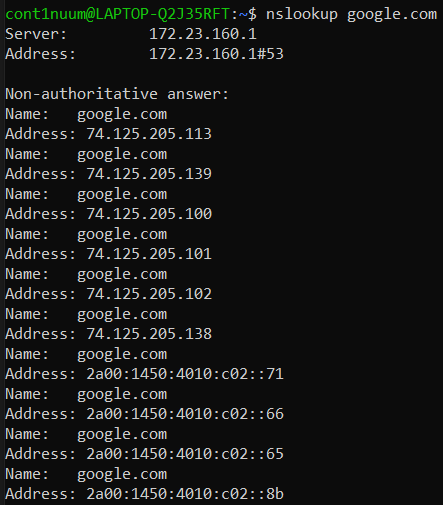 cont1nuum@LAPTOP-Q2J35RFT:~$ nslookup google.com
Server:         172.23.160.1
Address:        172.23.160.1#53

Non-authoritative answer:
Name:   google.com
Address: 74.125.205.113
Name:   google.com
Address: 74.125.205.139
Name:   google.com
Address: 74.125.205.100
Name:   google.com
Address: 74.125.205.101
Name:   google.com
Address: 74.125.205.102
Name:   google.com
Address: 74.125.205.138
Name:   google.com
Address: 2a00:1450:4010:c02::71
Name:   google.com
Address: 2a00:1450:4010:c02::66
Name:   google.com
Address: 2a00:1450:4010:c02::65
Name:   google.com
Address: 2a00:1450:4010:c02::8b